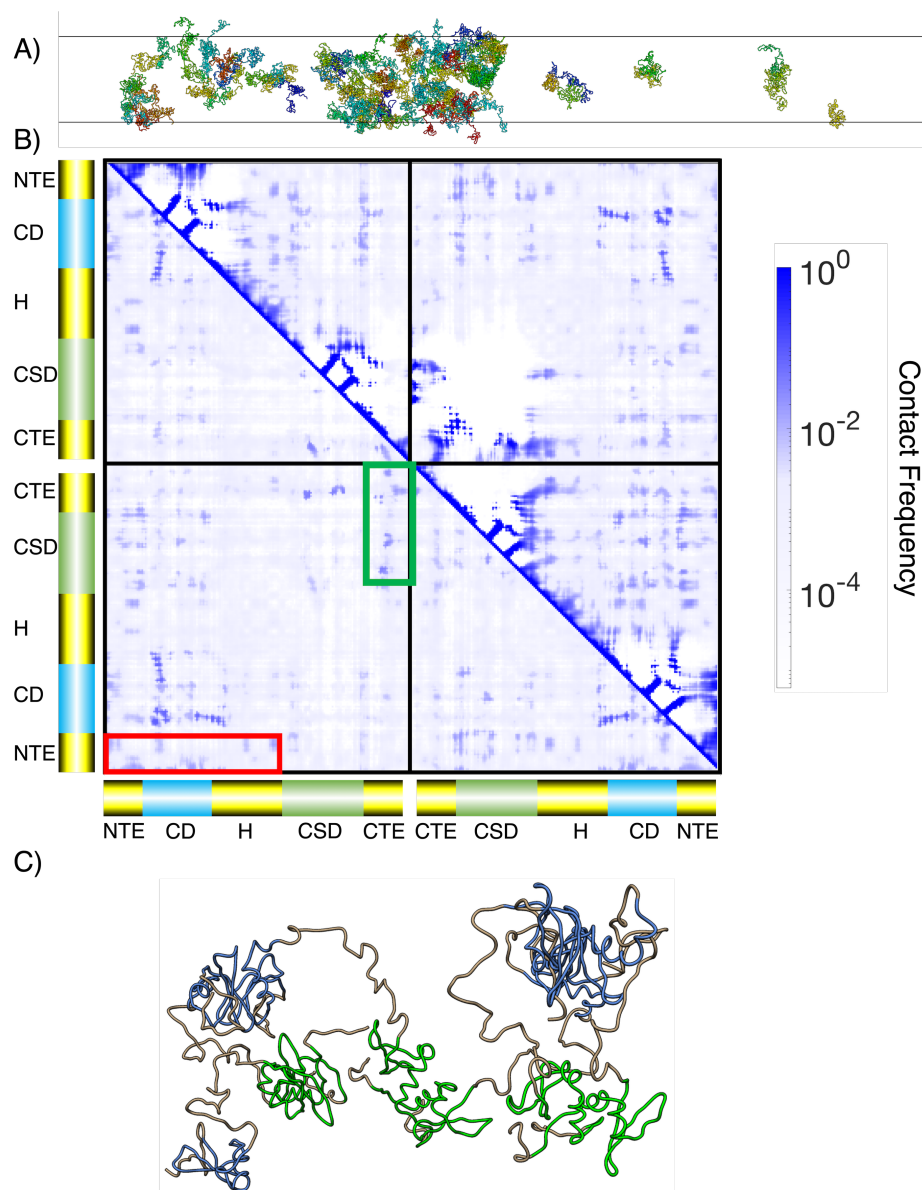 A)
B)
NTE
CD
H
CSD
CTE
CTE
CSD
H
CD
NTE
NTE CD H CSD CTE CTE CSD H CD NTE
10^0
10^-2
10^-4
Contact Frequency
C)